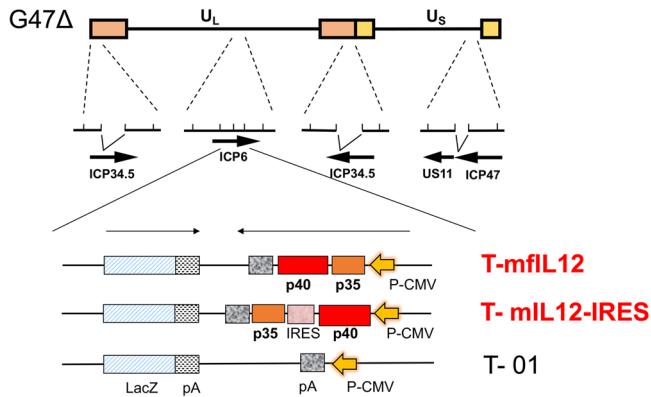 G47Δ
UL
US
ICP34.5
ICP6
ICP34.5
US11
ICP47
p40
p35
P-CMV
T-mfIL12
p35
IRES
p40
P-CMV
T- mIL12-IRES
LacZ
pA
pA
P-CMV
T- 01